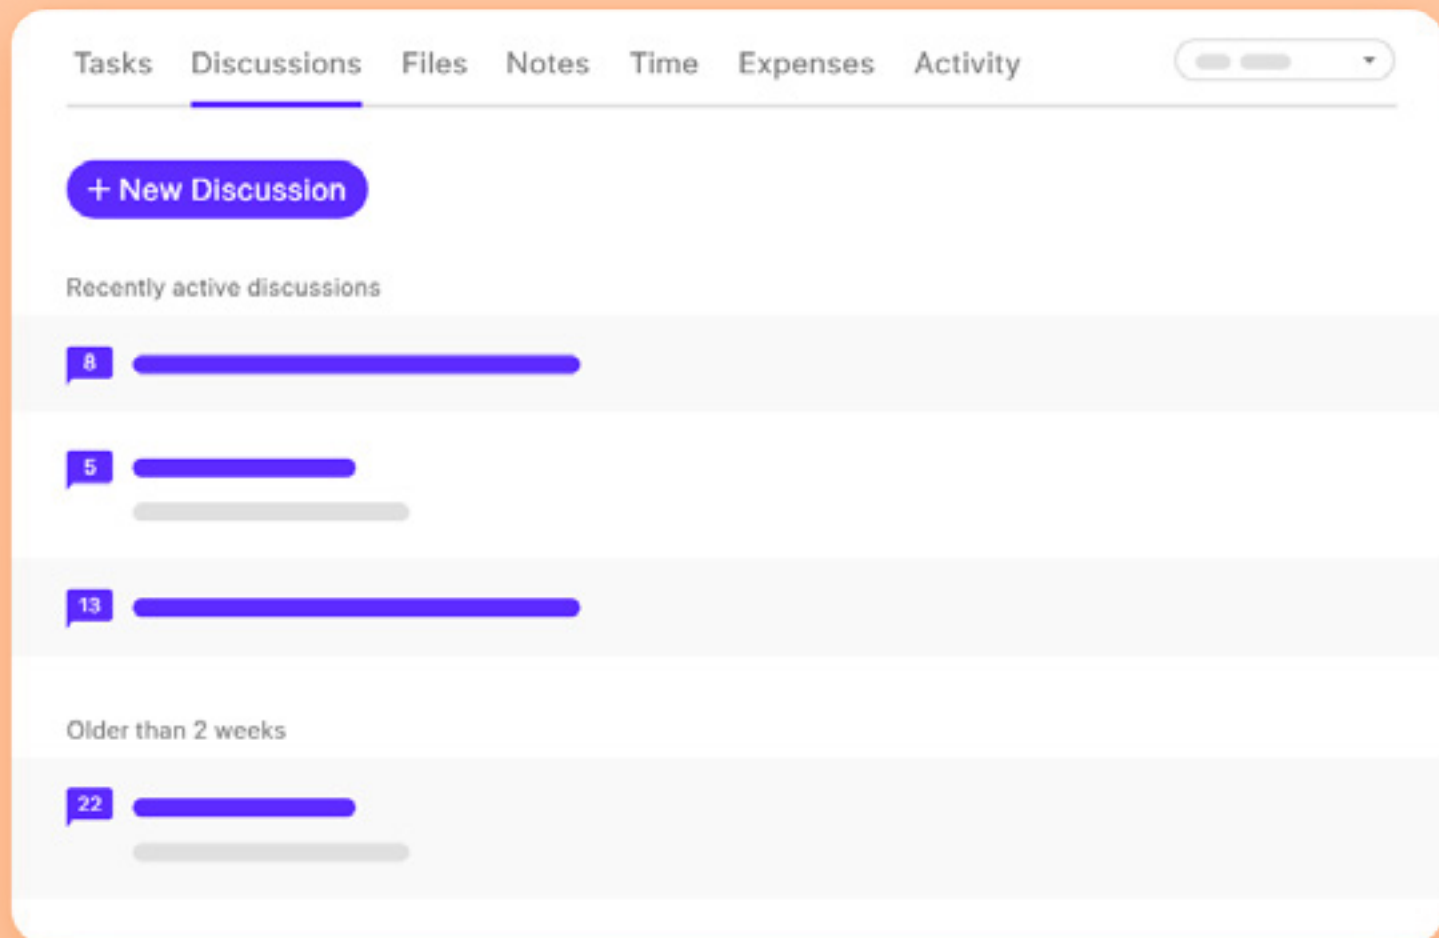 Tasks Discussions Files Notes Time Expenses Activity
+ New Discussion
Recently active discussions
8
5
13
Older than 2 weeks
22